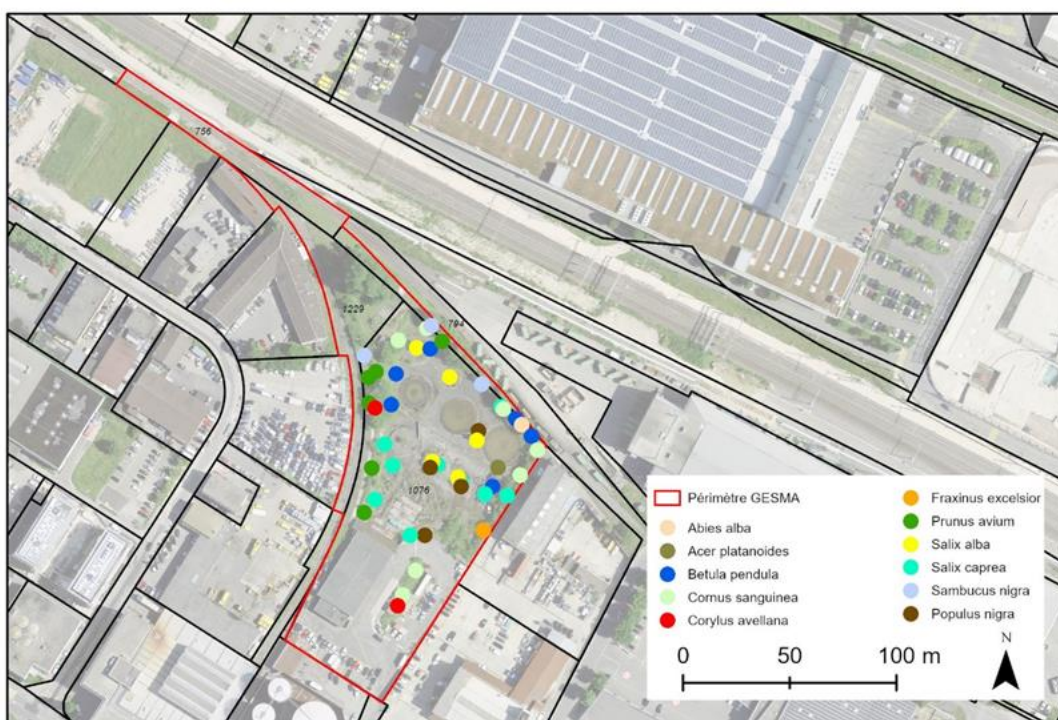 756
1229
794
1076
Périmètre GESMA
Abies alba
Acer platanoides
Betula pendula
Cornus sanguinea
Corylus avellana
Fraxinus excelsior
Prunus avium
Salix alba
Salix caprea
Sambucus nigra
Populus nigra
0 50 100 m
N